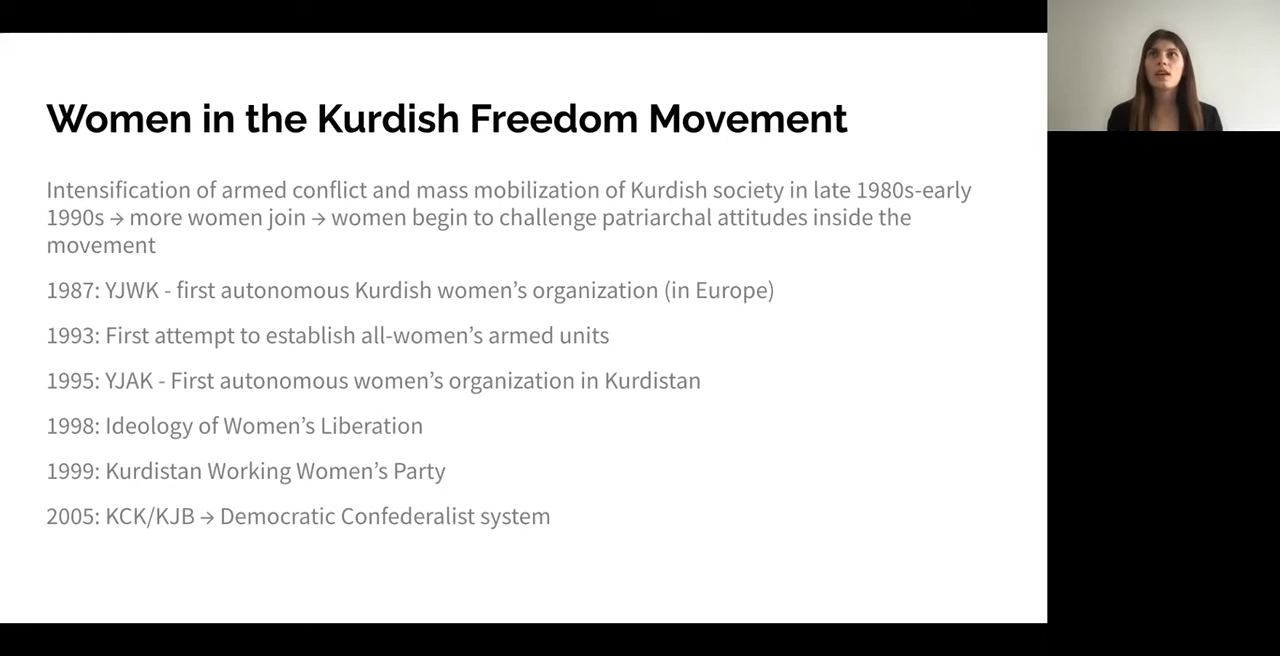 Women in the Kurdish Freedom Movement
Intensification of armed conflict and mass mobilization of Kurdish society in late 1980s-early
1990s → more women join → women begin to challenge patriarchal attitudes inside the
movement
1987: YJWK - first autonomous Kurdish women’s organization (in Europe)
1993: First attempt to establish all-women’s armed units
1995: YJAK - First autonomous women’s organization in Kurdistan
1998: Ideology of Women’s Liberation
1999: Kurdistan Working Women’s Party
2005: KCK/KJB → Democratic Confederalist system